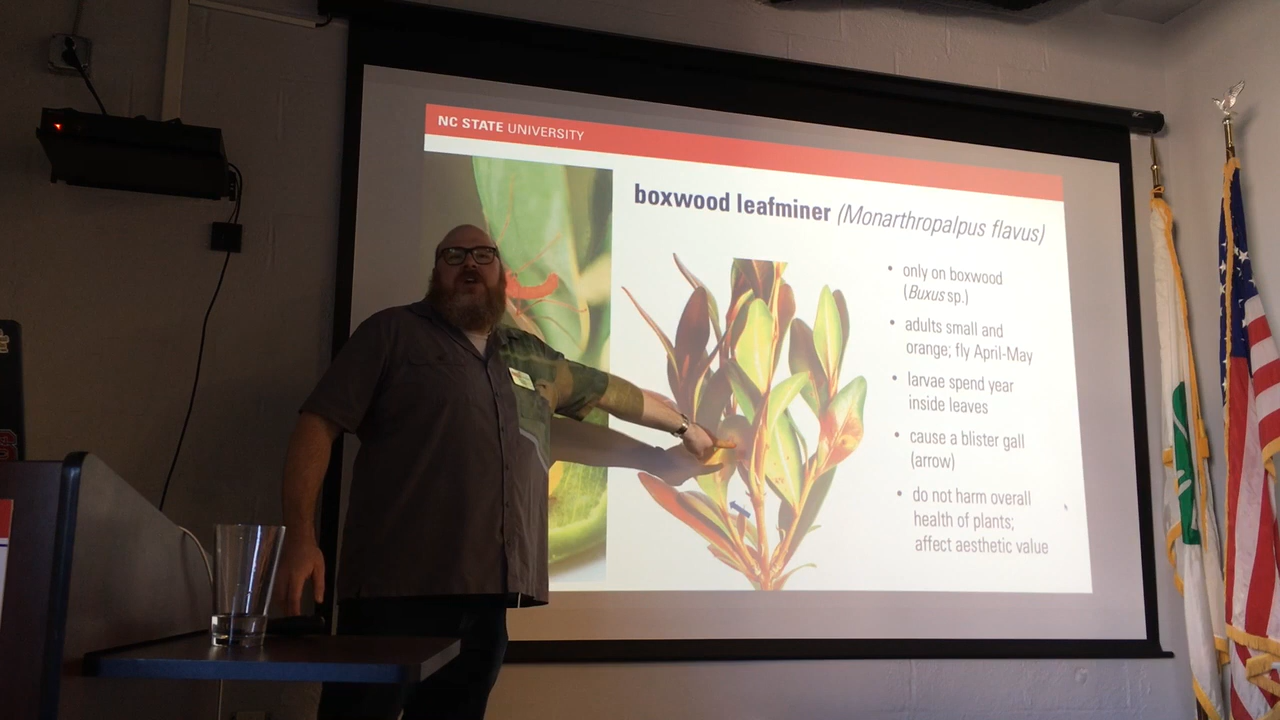 NC STATE UNIVERSITY
boxwood leafminer (Monarthropalpus flavus)
• only on boxwood
(Buxus sp.)
• adults small and
orange; fly April-May
• larvae spend year
inside leaves
• cause a blister gall
(arrow)
• do not harm overall
health of plants;
affect aesthetic value